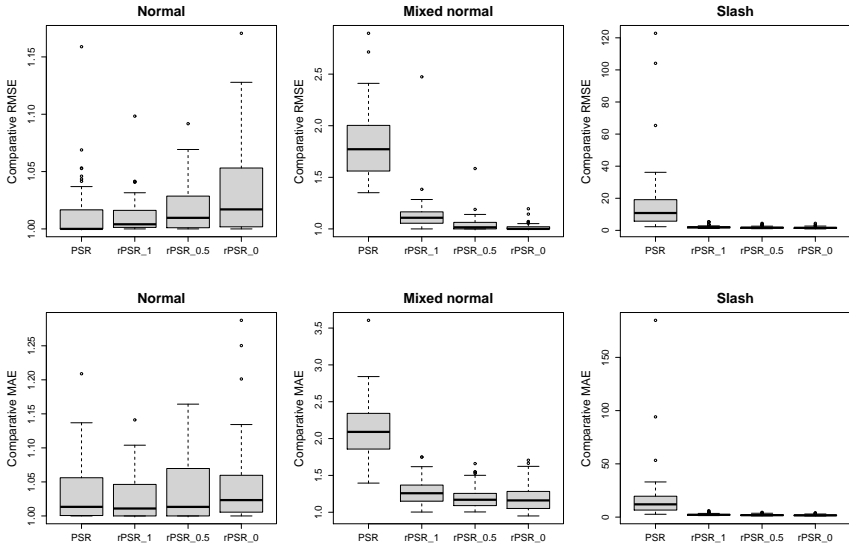 Normal
Comparative RMSE
1.00 1.05 1.10 1.15
PSR rPSR_1 rPSR_0.5 rPSR_0
Mixed normal
Comparative RMSE
1.0 1.5 2.0 2.5
PSR rPSR_1 rPSR_0.5 rPSR_0
Slash
Comparative RMSE
0 20 40 60 80 100 120
PSR rPSR_1 rPSR_0.5 rPSR_0
Normal
Comparative MAE
1.00 1.05 1.10 1.15 1.20 1.25
PSR rPSR_1 rPSR_0.5 rPSR_0
Mixed normal
Comparative MAE
1.0 1.5 2.0 2.5 3.0 3.5
PSR rPSR_1 rPSR_0.5 rPSR_0
Slash
Comparative MAE
0 50 100 150
PSR rPSR_1 rPSR_0.5 rPSR_0